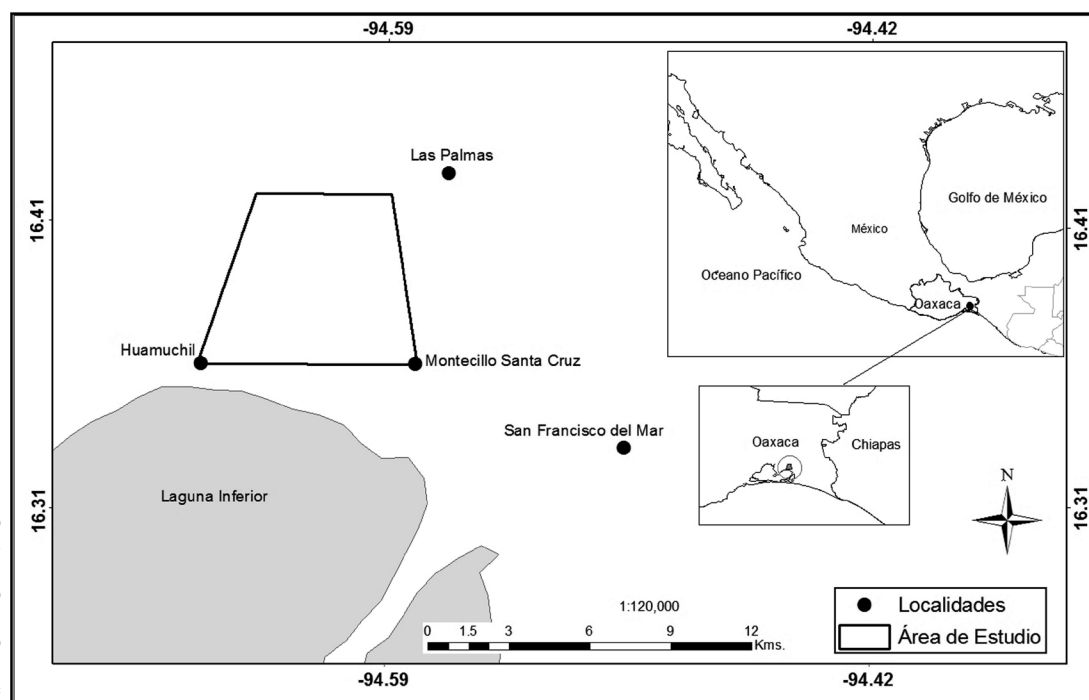 -94.59
-94.42
Las Palmas
16.41
16.41
Golfo de México
México
Oceano Pacífico
Oaxaca
Huamuchil
Montecillo Santa Cruz
San Francisco del Mar
Oaxaca
Chiapas
Laguna Inferior
16.31
16.31
N
1:120,000
0 1.5 3 6 9 12
Kms.
Localidades
Área de Estudio
-94.59
-94.42